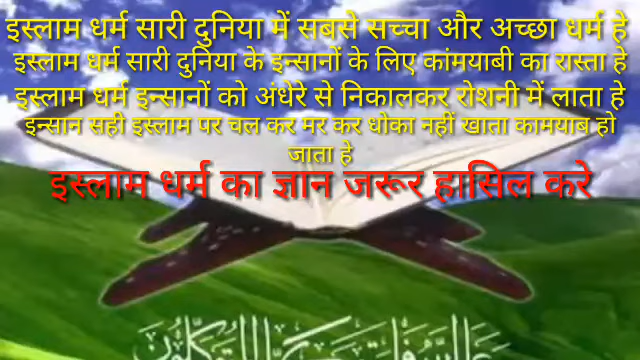 इस्लाम धर्म सारी दुनिया में सबसे सच्चा और अच्छा धर्म हे
इस्लाम धर्म सारी दुनिया के इन्सानों के लिए कांमयाबी का रास्ता हे
इस्लाम धर्म इन्सानों को अंधेरे से निकालकर रोशनी में लाता हे
इन्सान सही इस्लाम पर चल कर मर कर धोका नहीं खाता कामयाब हो
जाता हे
इस्लाम धर्म का ज्ञान जरूर हासिल करे